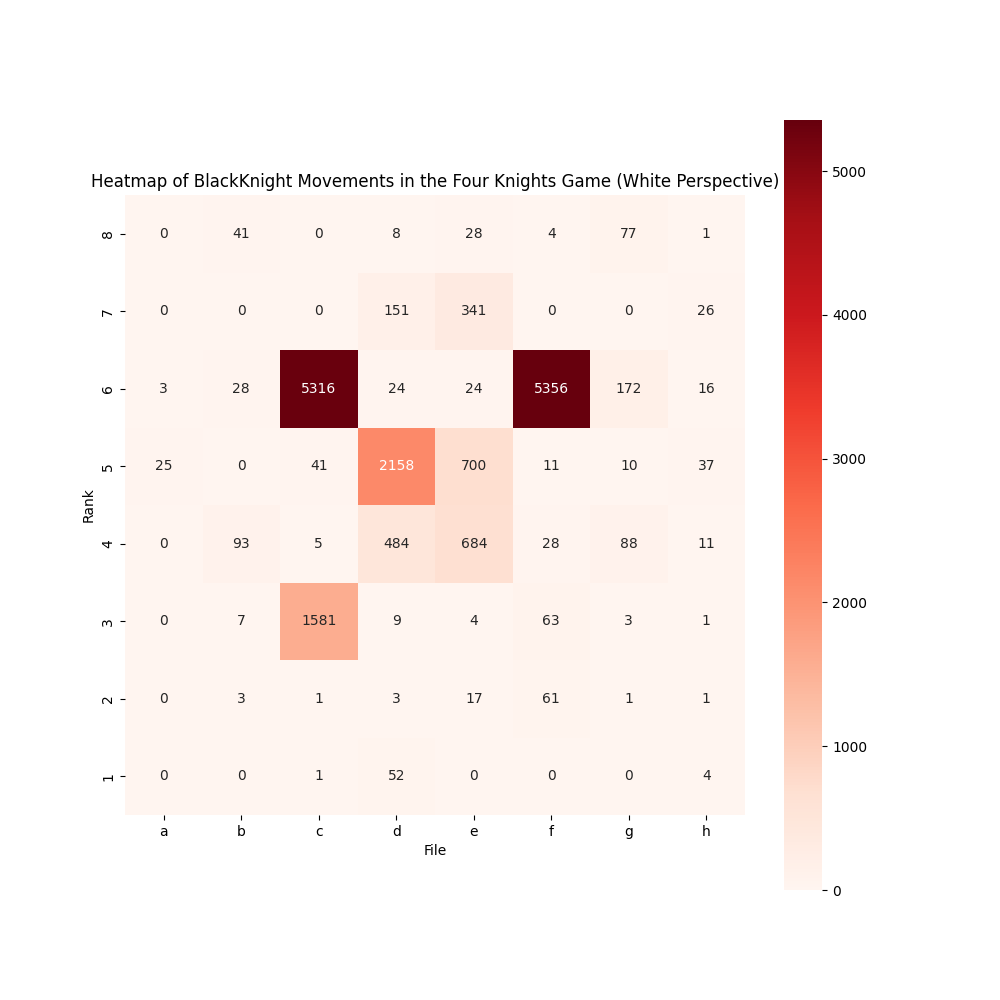 Heatmap of BlackKnight Movements in the Four Knights Game (White Perspective)
8 0 41 0 8 28 4 77 1
7 0 0 0 151 341 0 0 26
6 3 28 5316 24 24 5356 172 16
5 25 0 41 2158 700 11 10 37
4 0 93 5 484 684 28 88 11
3 0 7 1581 9 4 63 3 1
2 0 3 1 3 17 61 1 1
1 0 0 1 52 0 0 0 4
a b c d e f g h
File
Rank
5000
4000
3000
2000
1000
0